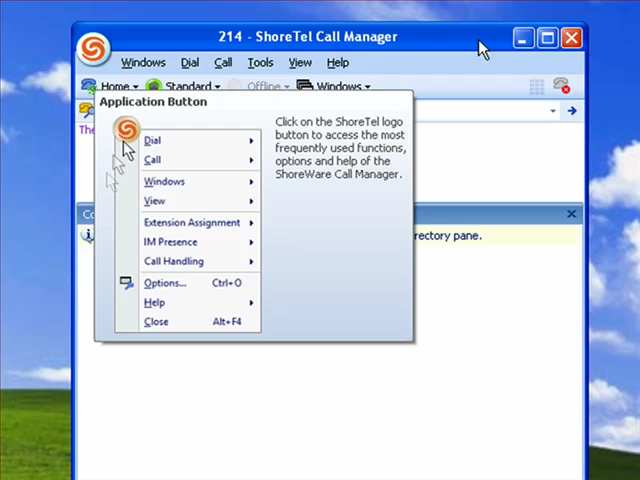 214 - ShoreTel Call Manager
Windows Dial Call Tools View Help
Home Standard Offline Windows
Application Button
The
Click on the ShoreTel logo
button to access the most
frequently used functions,
options and help of the
ShoreWare Call Manager.
Dial
Call
Windows
View
Extension Assignment
IM Presence
Call Handling
Options... Ctrl+O
Help
Close Alt+F4
Co
rectory pane.